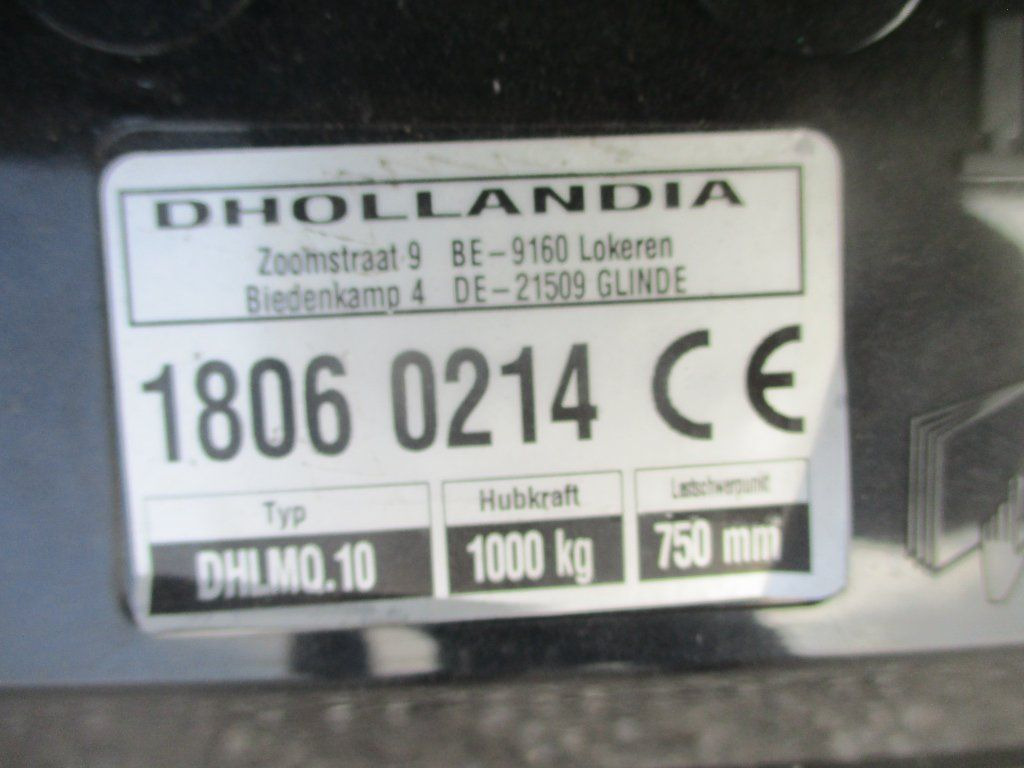 DHOLLANDIA
Zoomstraat 9 BE-9160 Lokeren
Biedenkamp 4 DE-21509 GLINDE
1806 0214 CE
Typ Hubkraft Lastschwerpunkt
DHLMQ.10 1000 kg 750 mm